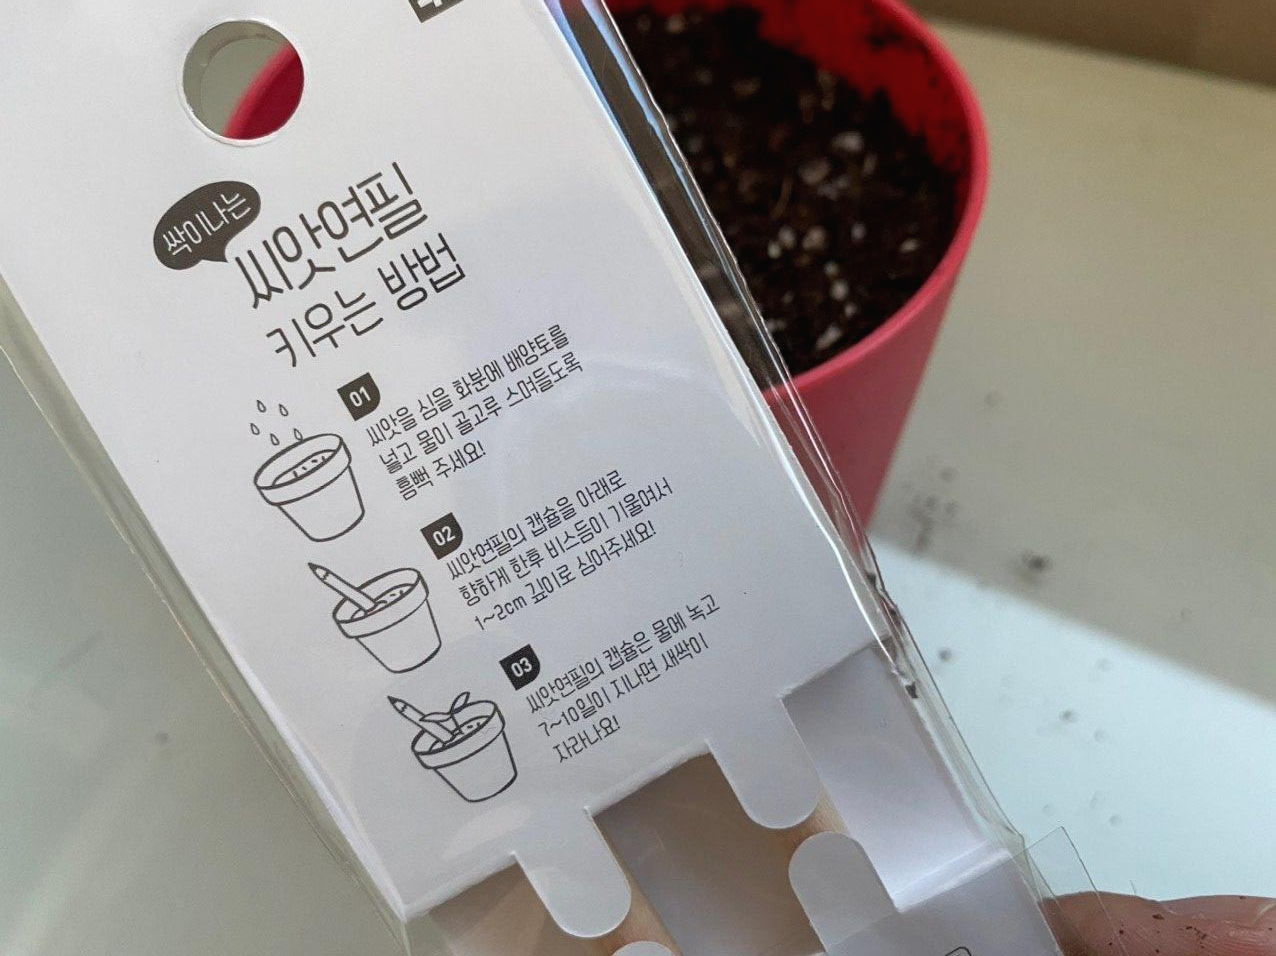 싹이나는
씨앗연필
키우는 방법
01
씨앗을 심을 화분에 배양토를
넣고 물이 골고루 스며들도록
흠뻑 주세요!
02
씨앗연필의 캡슐을 아래로
향하게 한후 비스듬이 기울여서
1~2cm 깊이로 심어주세요!
03
씨앗연필의 캡슐은 물에 녹고
7~10일이 지나면 새싹이
자라나요!